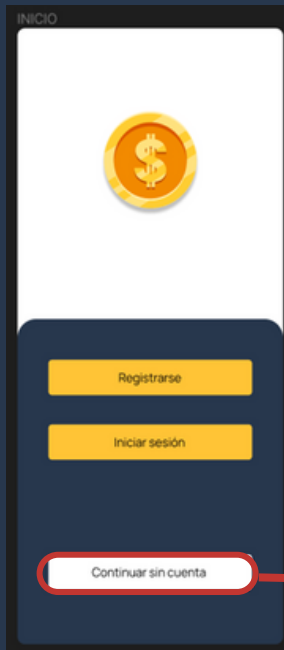 INICIO
$
Registrarse
Iniciar sesión
Continuar sin cuenta